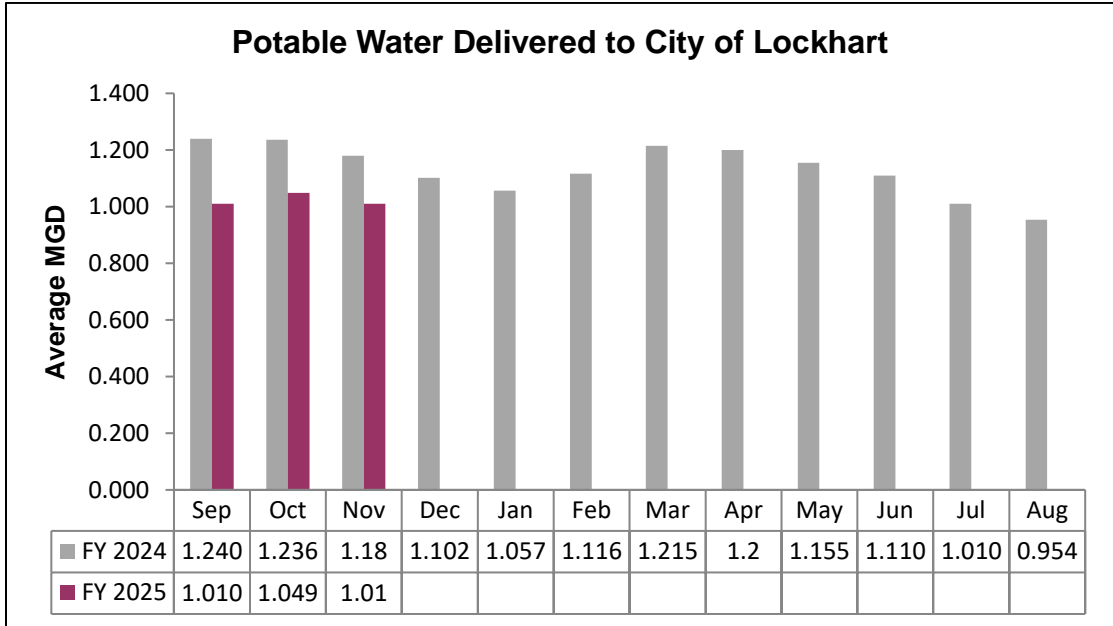 Potable Water Delivered to City of Lockhart
Average MGD
1.400
1.200
1.000
0.800
0.600
0.400
0.200
0.000
Sep Oct Nov Dec Jan Feb Mar Apr May Jun Jul Aug
FY 2024 1.240 1.236 1.18 1.102 1.057 1.116 1.215 1.2 1.155 1.110 1.010 0.954
FY 2025 1.010 1.049 1.01